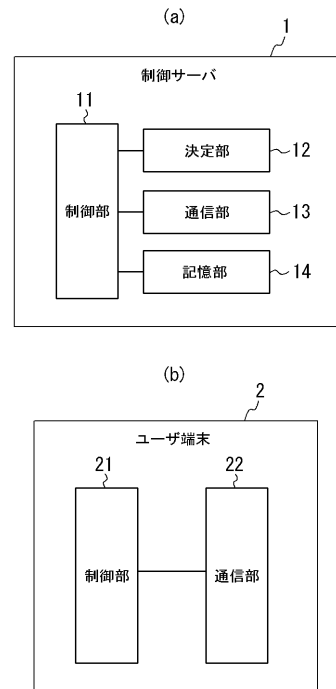 (a)
1
制御サーバ
11
制御部
決定部
12
通信部
13
記憶部
14
(b)
2
ユーザ端末
21
22
制御部
通信部